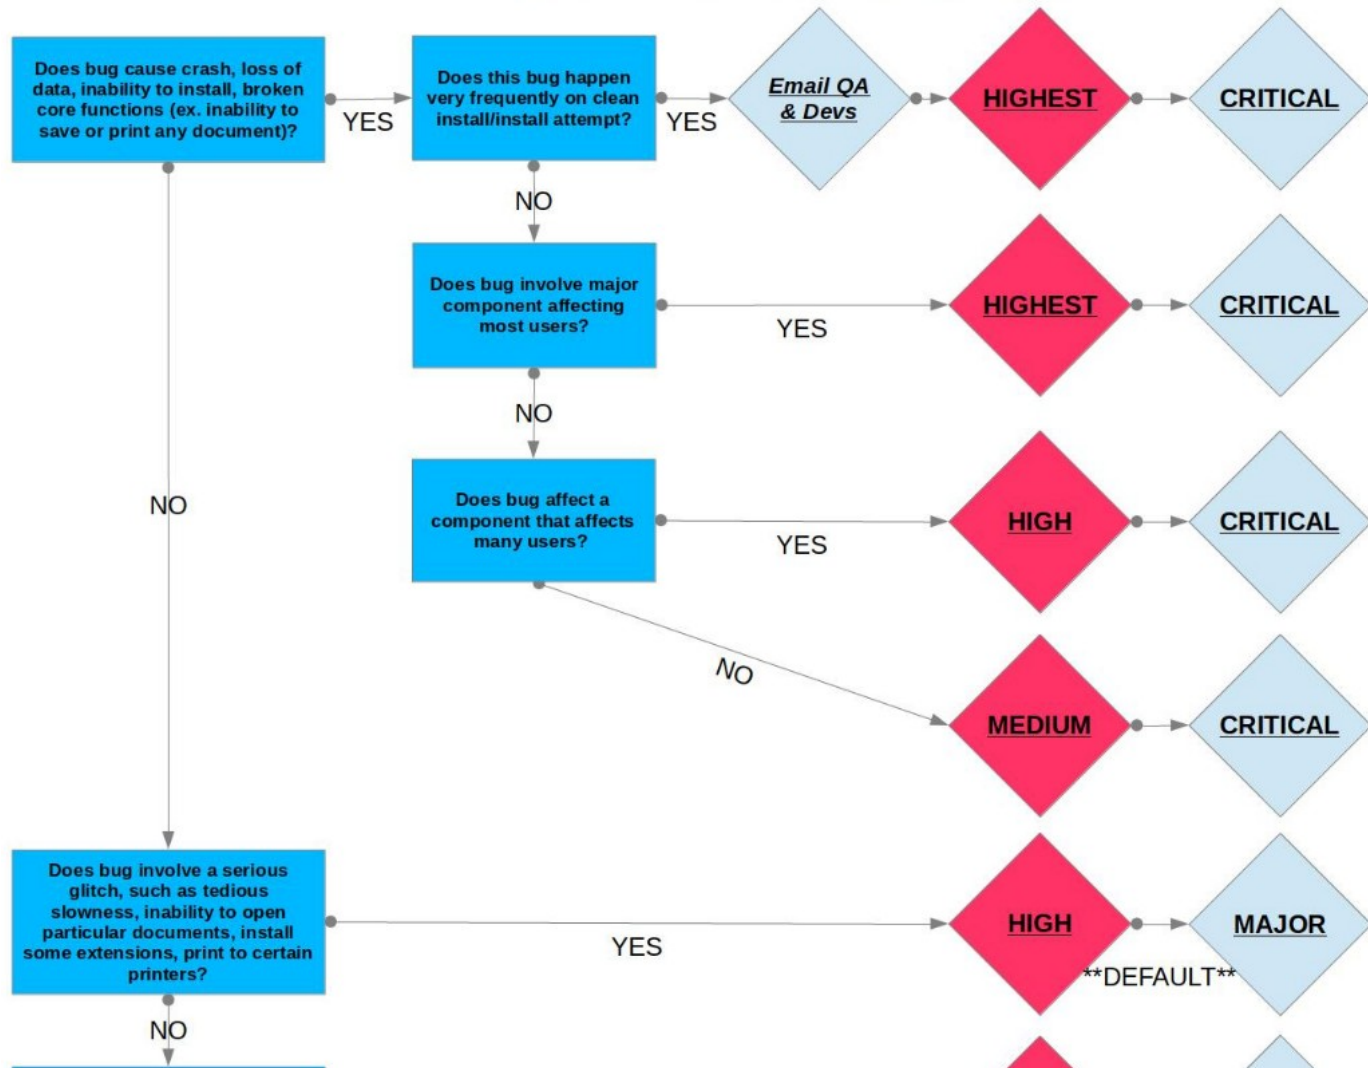 Does bug cause crash, loss of
data, inability to install, broken
core functions (ex. inability to
save or print any document)?
YES
Does this bug happen
very frequently on clean
install/install attempt?
YES
Email QA
& Devs
HIGHEST
CRITICAL
NO
Does bug involve major
component affecting
most users?
YES
HIGHEST
CRITICAL
NO
Does bug affect a
component that affects
many users?
YES
HIGH
CRITICAL
NO
NO
MEDIUM
CRITICAL
Does bug involve a serious
glitch, such as tedious
slowness, inability to open
particular documents, install
some extensions, print to certain
printers?
YES
HIGH
MAJOR
**DEFAULT**
NO